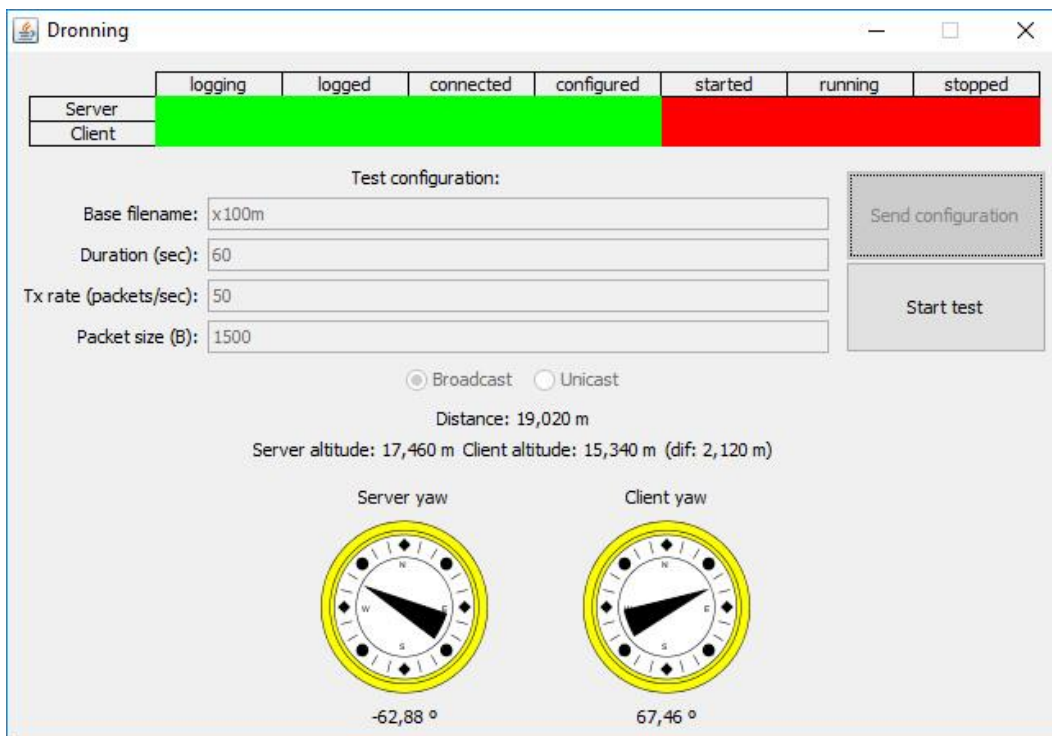 Dronning
logging logged connected configured started running stopped
Server
Client
Test configuration:
Base filename: x100m
Send configuration
Duration (sec): 60
Tx rate (packets/sec): 50
Start test
Packet size (B): 1500
Broadcast Unicast
Distance: 19,020 m
Server altitude: 17,460 m Client altitude: 15,340 m (dif: 2,120 m)
Server yaw Client yaw
N N
W E E
S S
-62,88 º 67,46 º